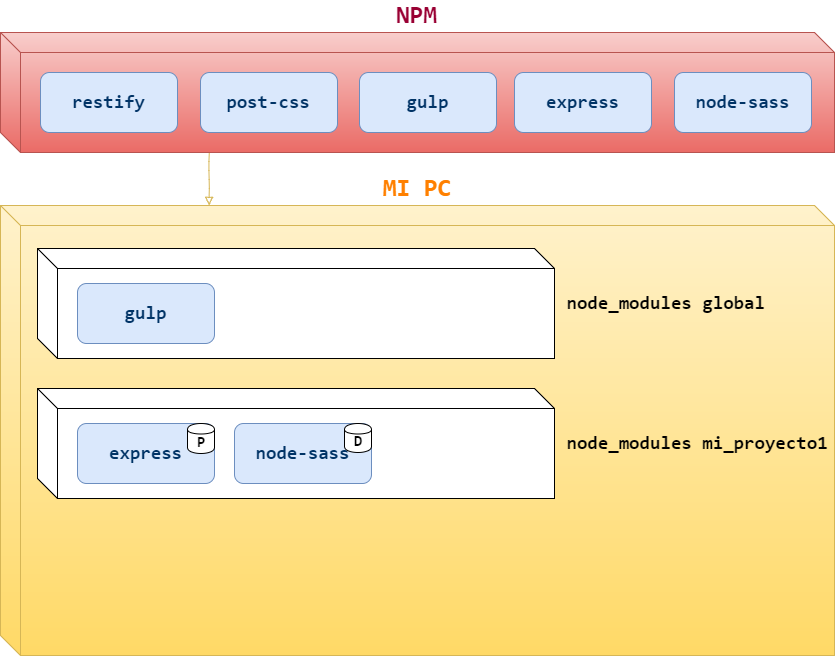 NPM
restify post-css gulp express node-sass
MI PC
gulp
node_modules global
express P node-sass D
node_modules mi_proyecto1